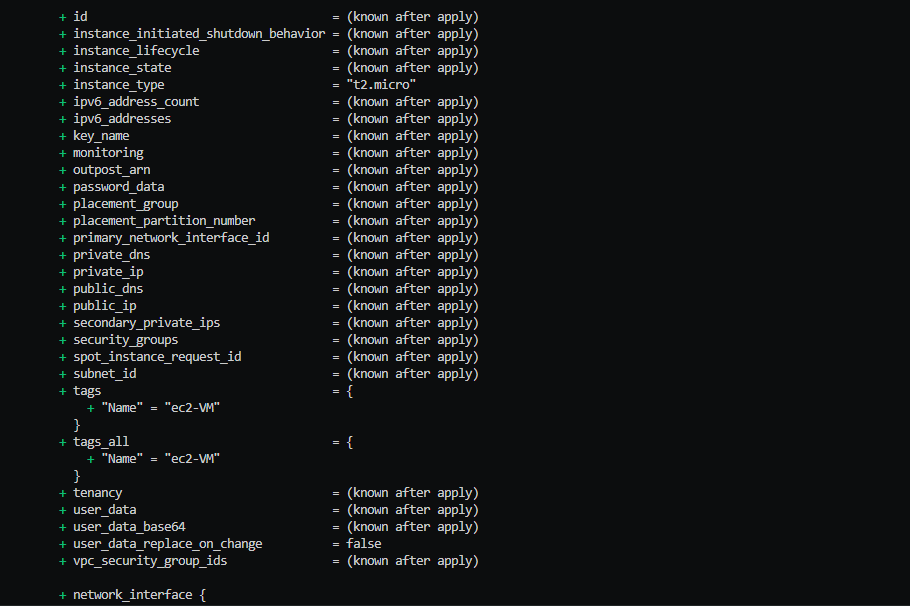 + id                                   = (known after apply)
+ instance_initiated_shutdown_behavior = (known after apply)
+ instance_lifecycle                   = (known after apply)
+ instance_state                       = (known after apply)
+ instance_type                        = "t2.micro"
+ ipv6_address_count                   = (known after apply)
+ ipv6_addresses                       = (known after apply)
+ key_name                             = (known after apply)
+ monitoring                           = (known after apply)
+ outpost_arn                          = (known after apply)
+ password_data                        = (known after apply)
+ placement_group                      = (known after apply)
+ placement_partition_number           = (known after apply)
+ primary_network_interface_id         = (known after apply)
+ private_dns                          = (known after apply)
+ private_ip                           = (known after apply)
+ public_dns                           = (known after apply)
+ public_ip                            = (known after apply)
+ secondary_private_ips                = (known after apply)
+ security_groups                      = (known after apply)
+ spot_instance_request_id             = (known after apply)
+ subnet_id                            = (known after apply)
+ tags                                 = {
    + "Name" = "ec2-VM"
  }
+ tags_all                             = {
    + "Name" = "ec2-VM"
  }
+ tenancy                              = (known after apply)
+ user_data                            = (known after apply)
+ user_data_base64                     = (known after apply)
+ user_data_replace_on_change          = false
+ vpc_security_group_ids               = (known after apply)
+ network_interface {